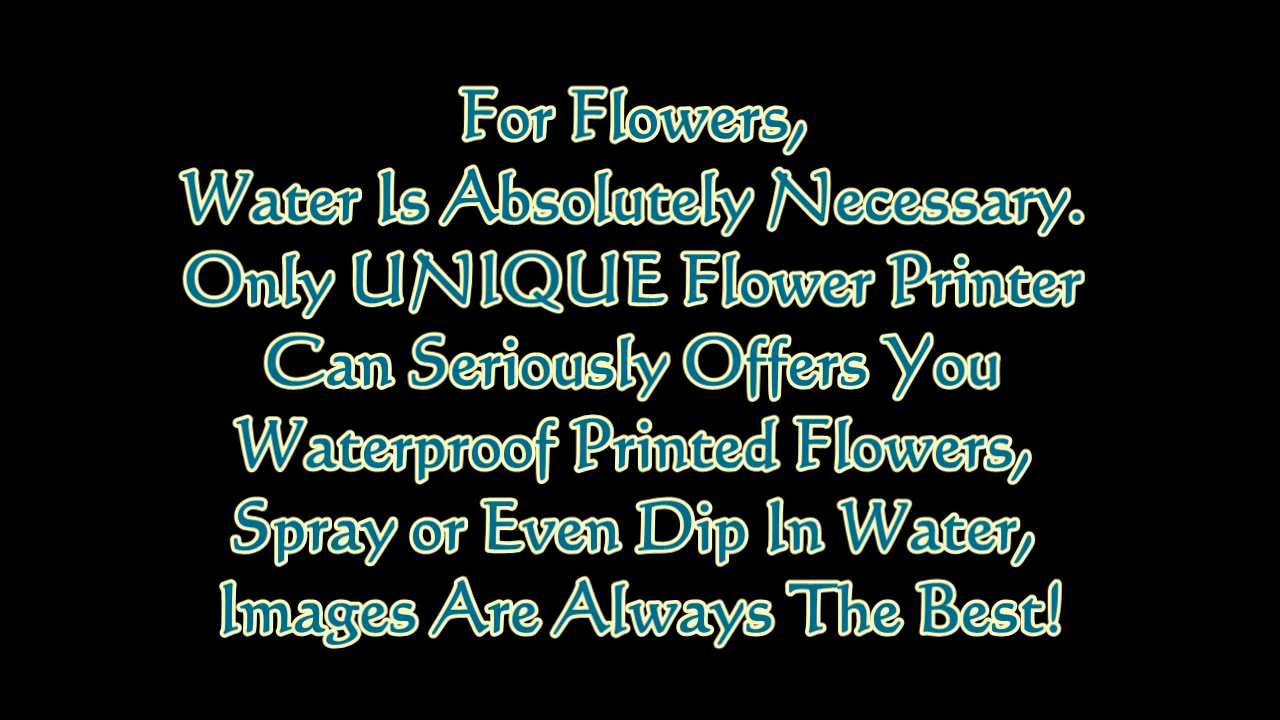 For Flowers,
Water Is Absolutely Necessary.
Only UNIQUE Flower Printer
Can Seriously Offers You
Waterproof Printed Flowers,
Spray or Even Dip In Water,
Images Are Always The Best!